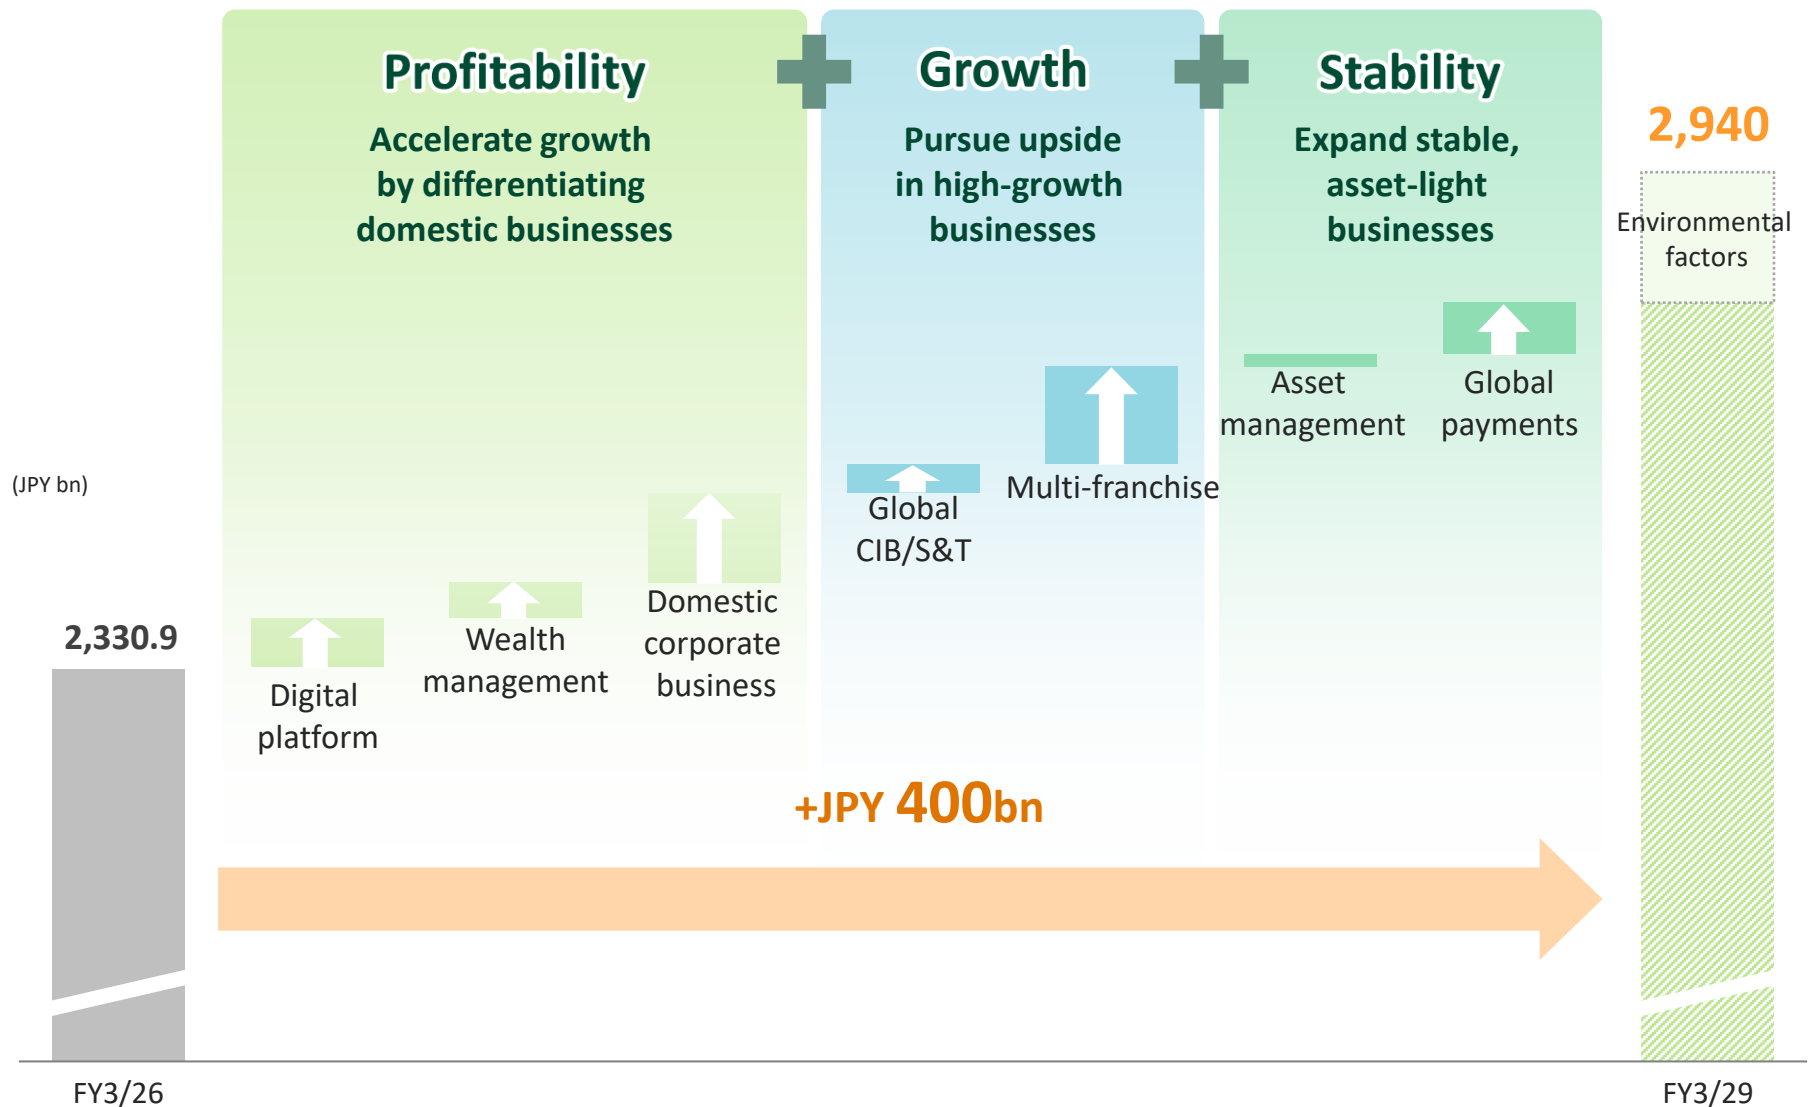 Profitability
Accelerate growth
by differentiating
domestic businesses
Growth
Pursue upside
in high-growth
businesses
Stability
Expand stable,
asset-light
businesses
2,940
Environmental
factors
(JPY bn)
2,330.9
Digital
platform
Wealth
management
Domestic
corporate
business
Global
CIB/S&T
Multi-franchise
Asset
management
Global
payments
+JPY 400bn
FY3/26
FY3/29